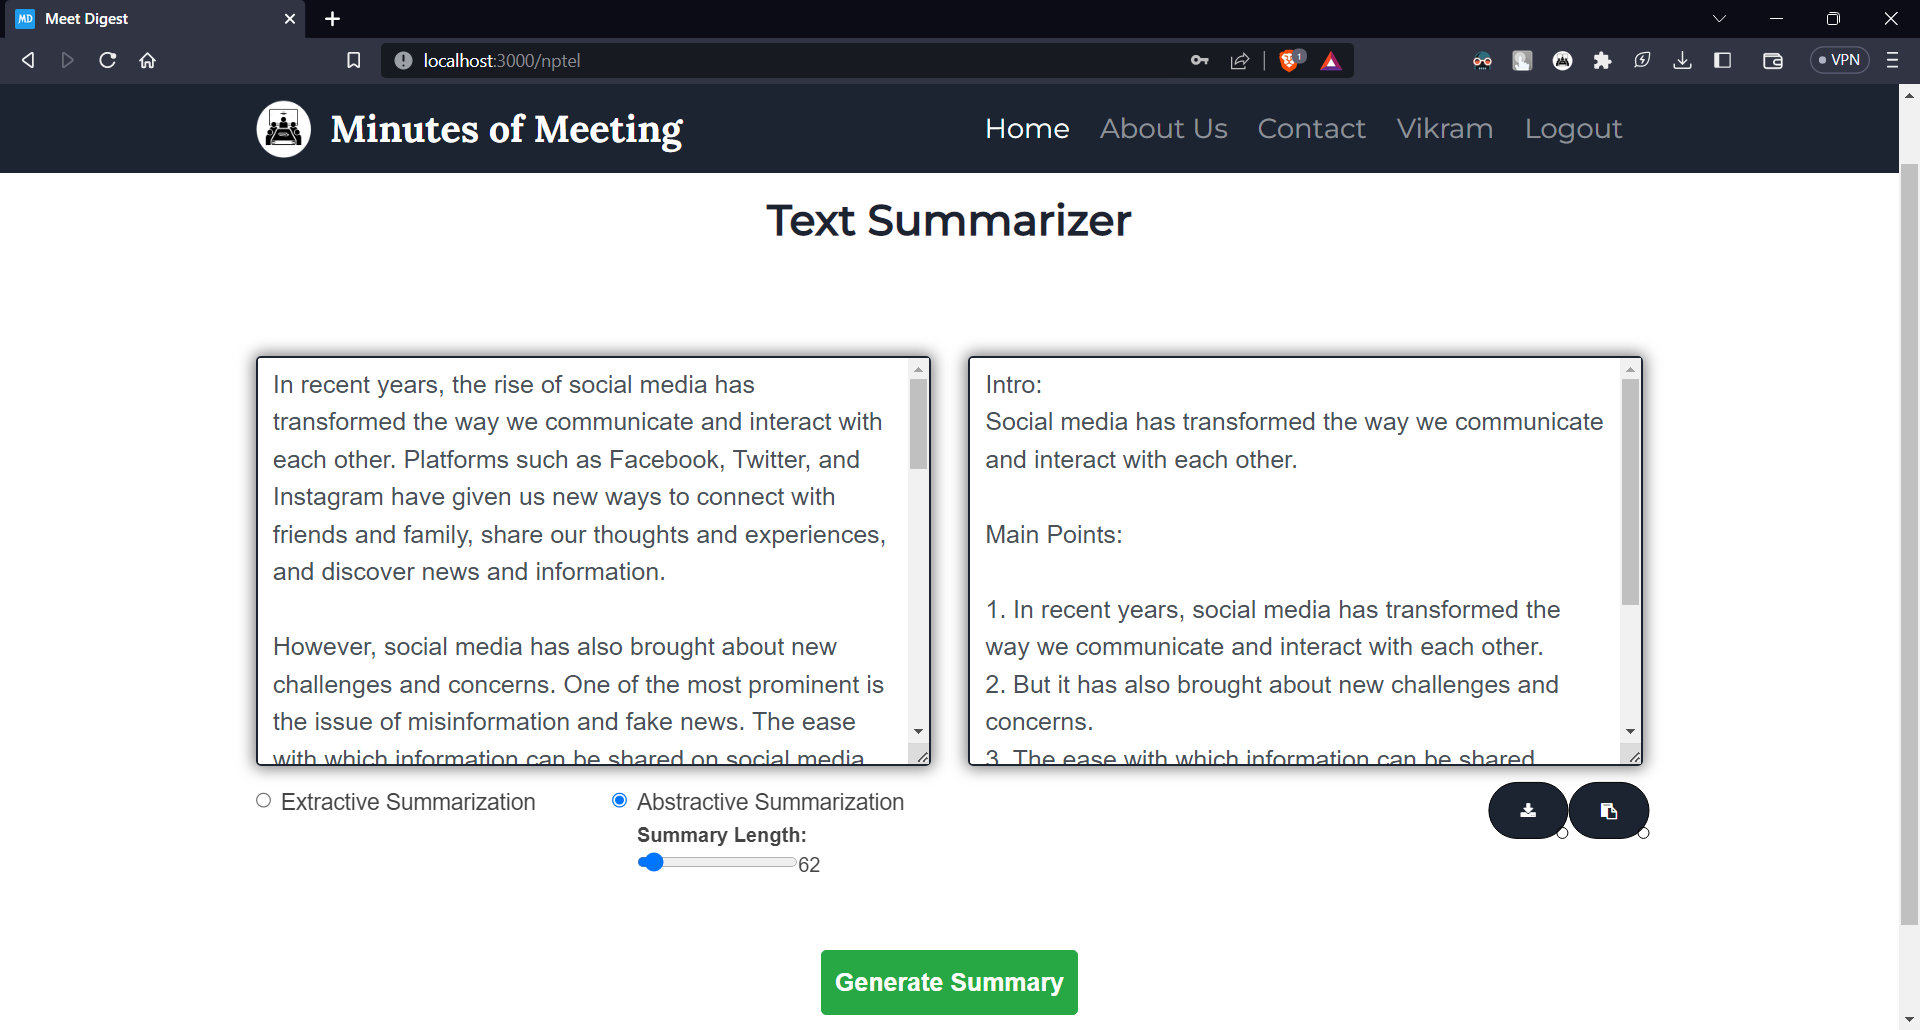 MD Meet Digest
localhost:3000/nptel
1
VPN
Minutes of Meeting
Home About Us Contact Vikram Logout
Text Summarizer
In recent years, the rise of social media has
transformed the way we communicate and interact with
each other. Platforms such as Facebook, Twitter, and
Instagram have given us new ways to connect with
friends and family, share our thoughts and experiences,
and discover news and information.
However, social media has also brought about new
challenges and concerns. One of the most prominent is
the issue of misinformation and fake news. The ease
with which information can be shared on social media
Intro:
Social media has transformed the way we communicate
and interact with each other.
Main Points:
1. In recent years, social media has transformed the
way we communicate and interact with each other.
2. But it has also brought about new challenges and
concerns.
3. The ease with which information can be shared
Extractive Summarization
Abstractive Summarization
Summary Length:
62
Generate Summary